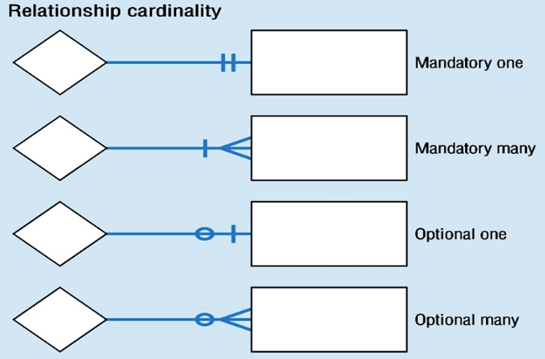 Relationship cardinality
Mandatory one
Mandatory many
Optional one
Optional many